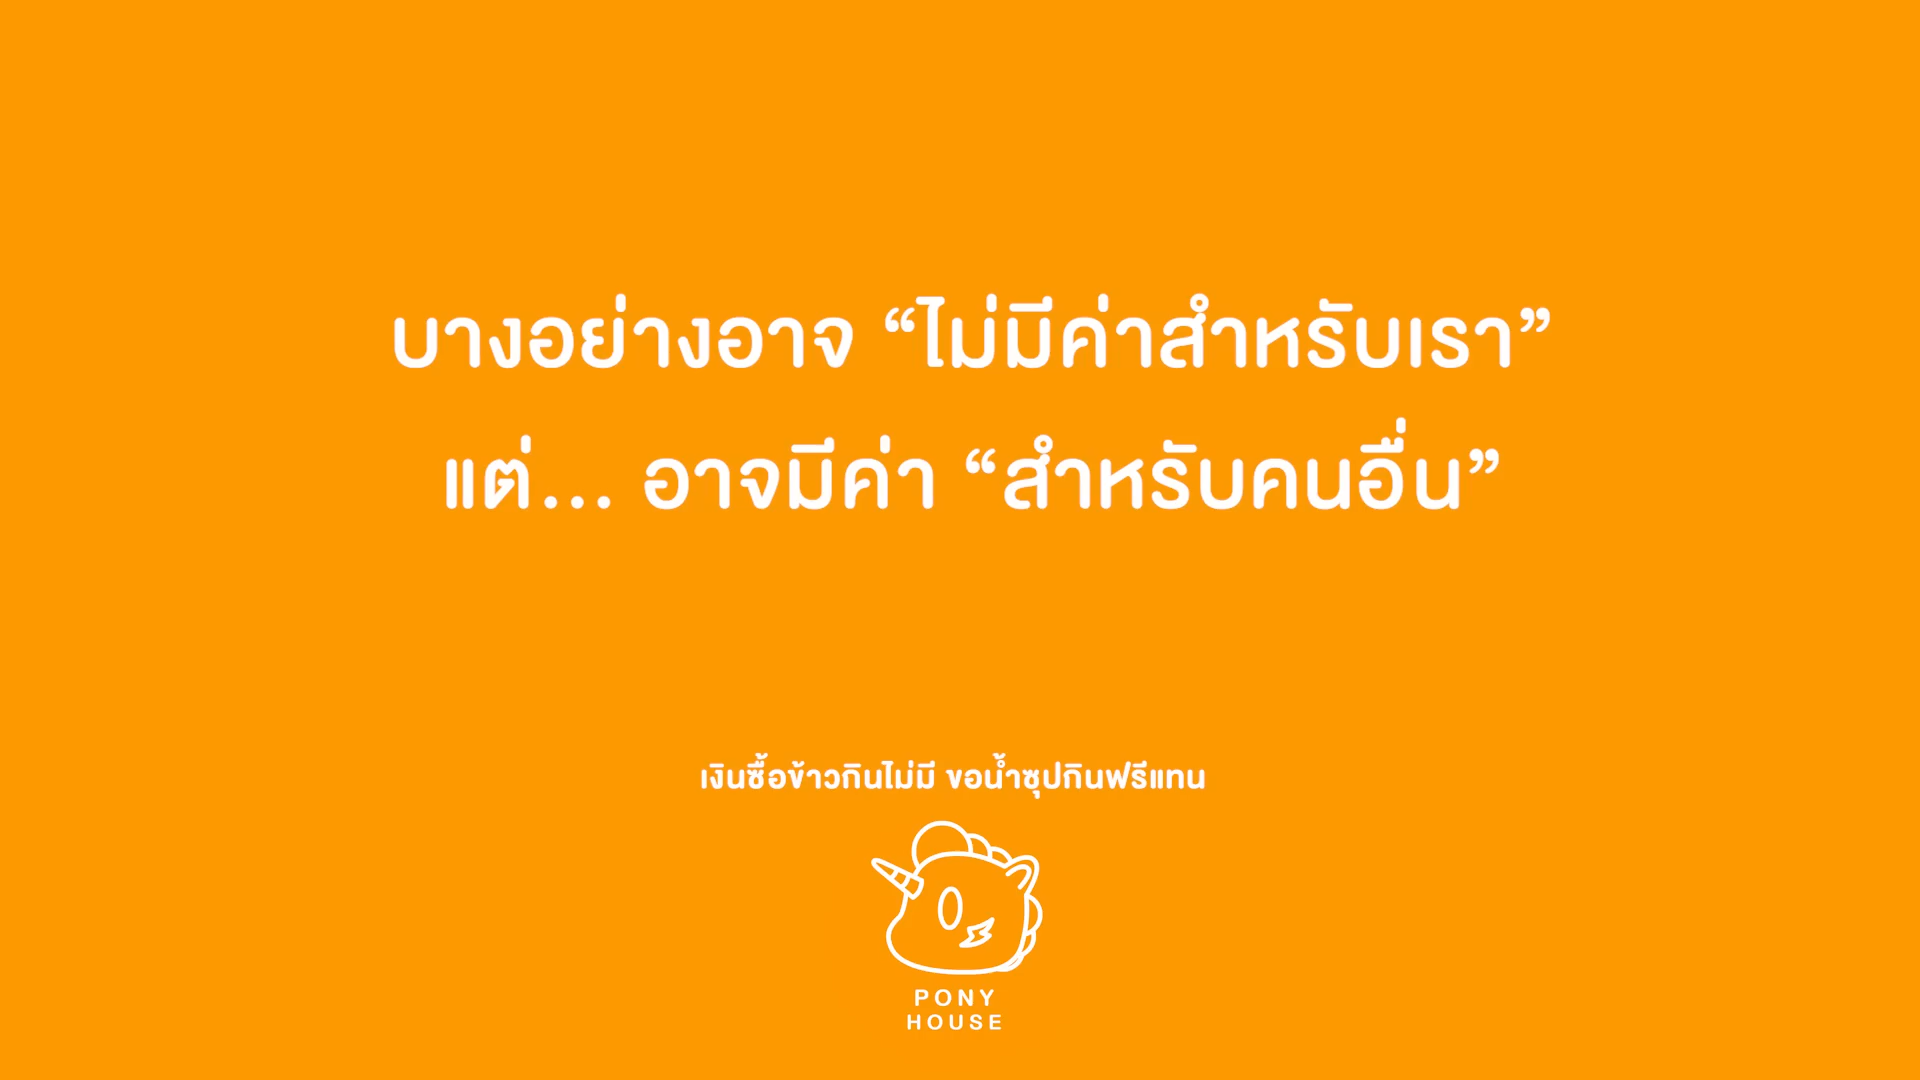 บางอย่างอาจ “ไม่มีค่าสำหรับเรา”
แต่... อาจมีค่า “สำหรับคนอื่น”
เงินซื้อข้าวกินไม่มี ขอน้ำซุปกินฟรีแทน
PONY
HOUSE